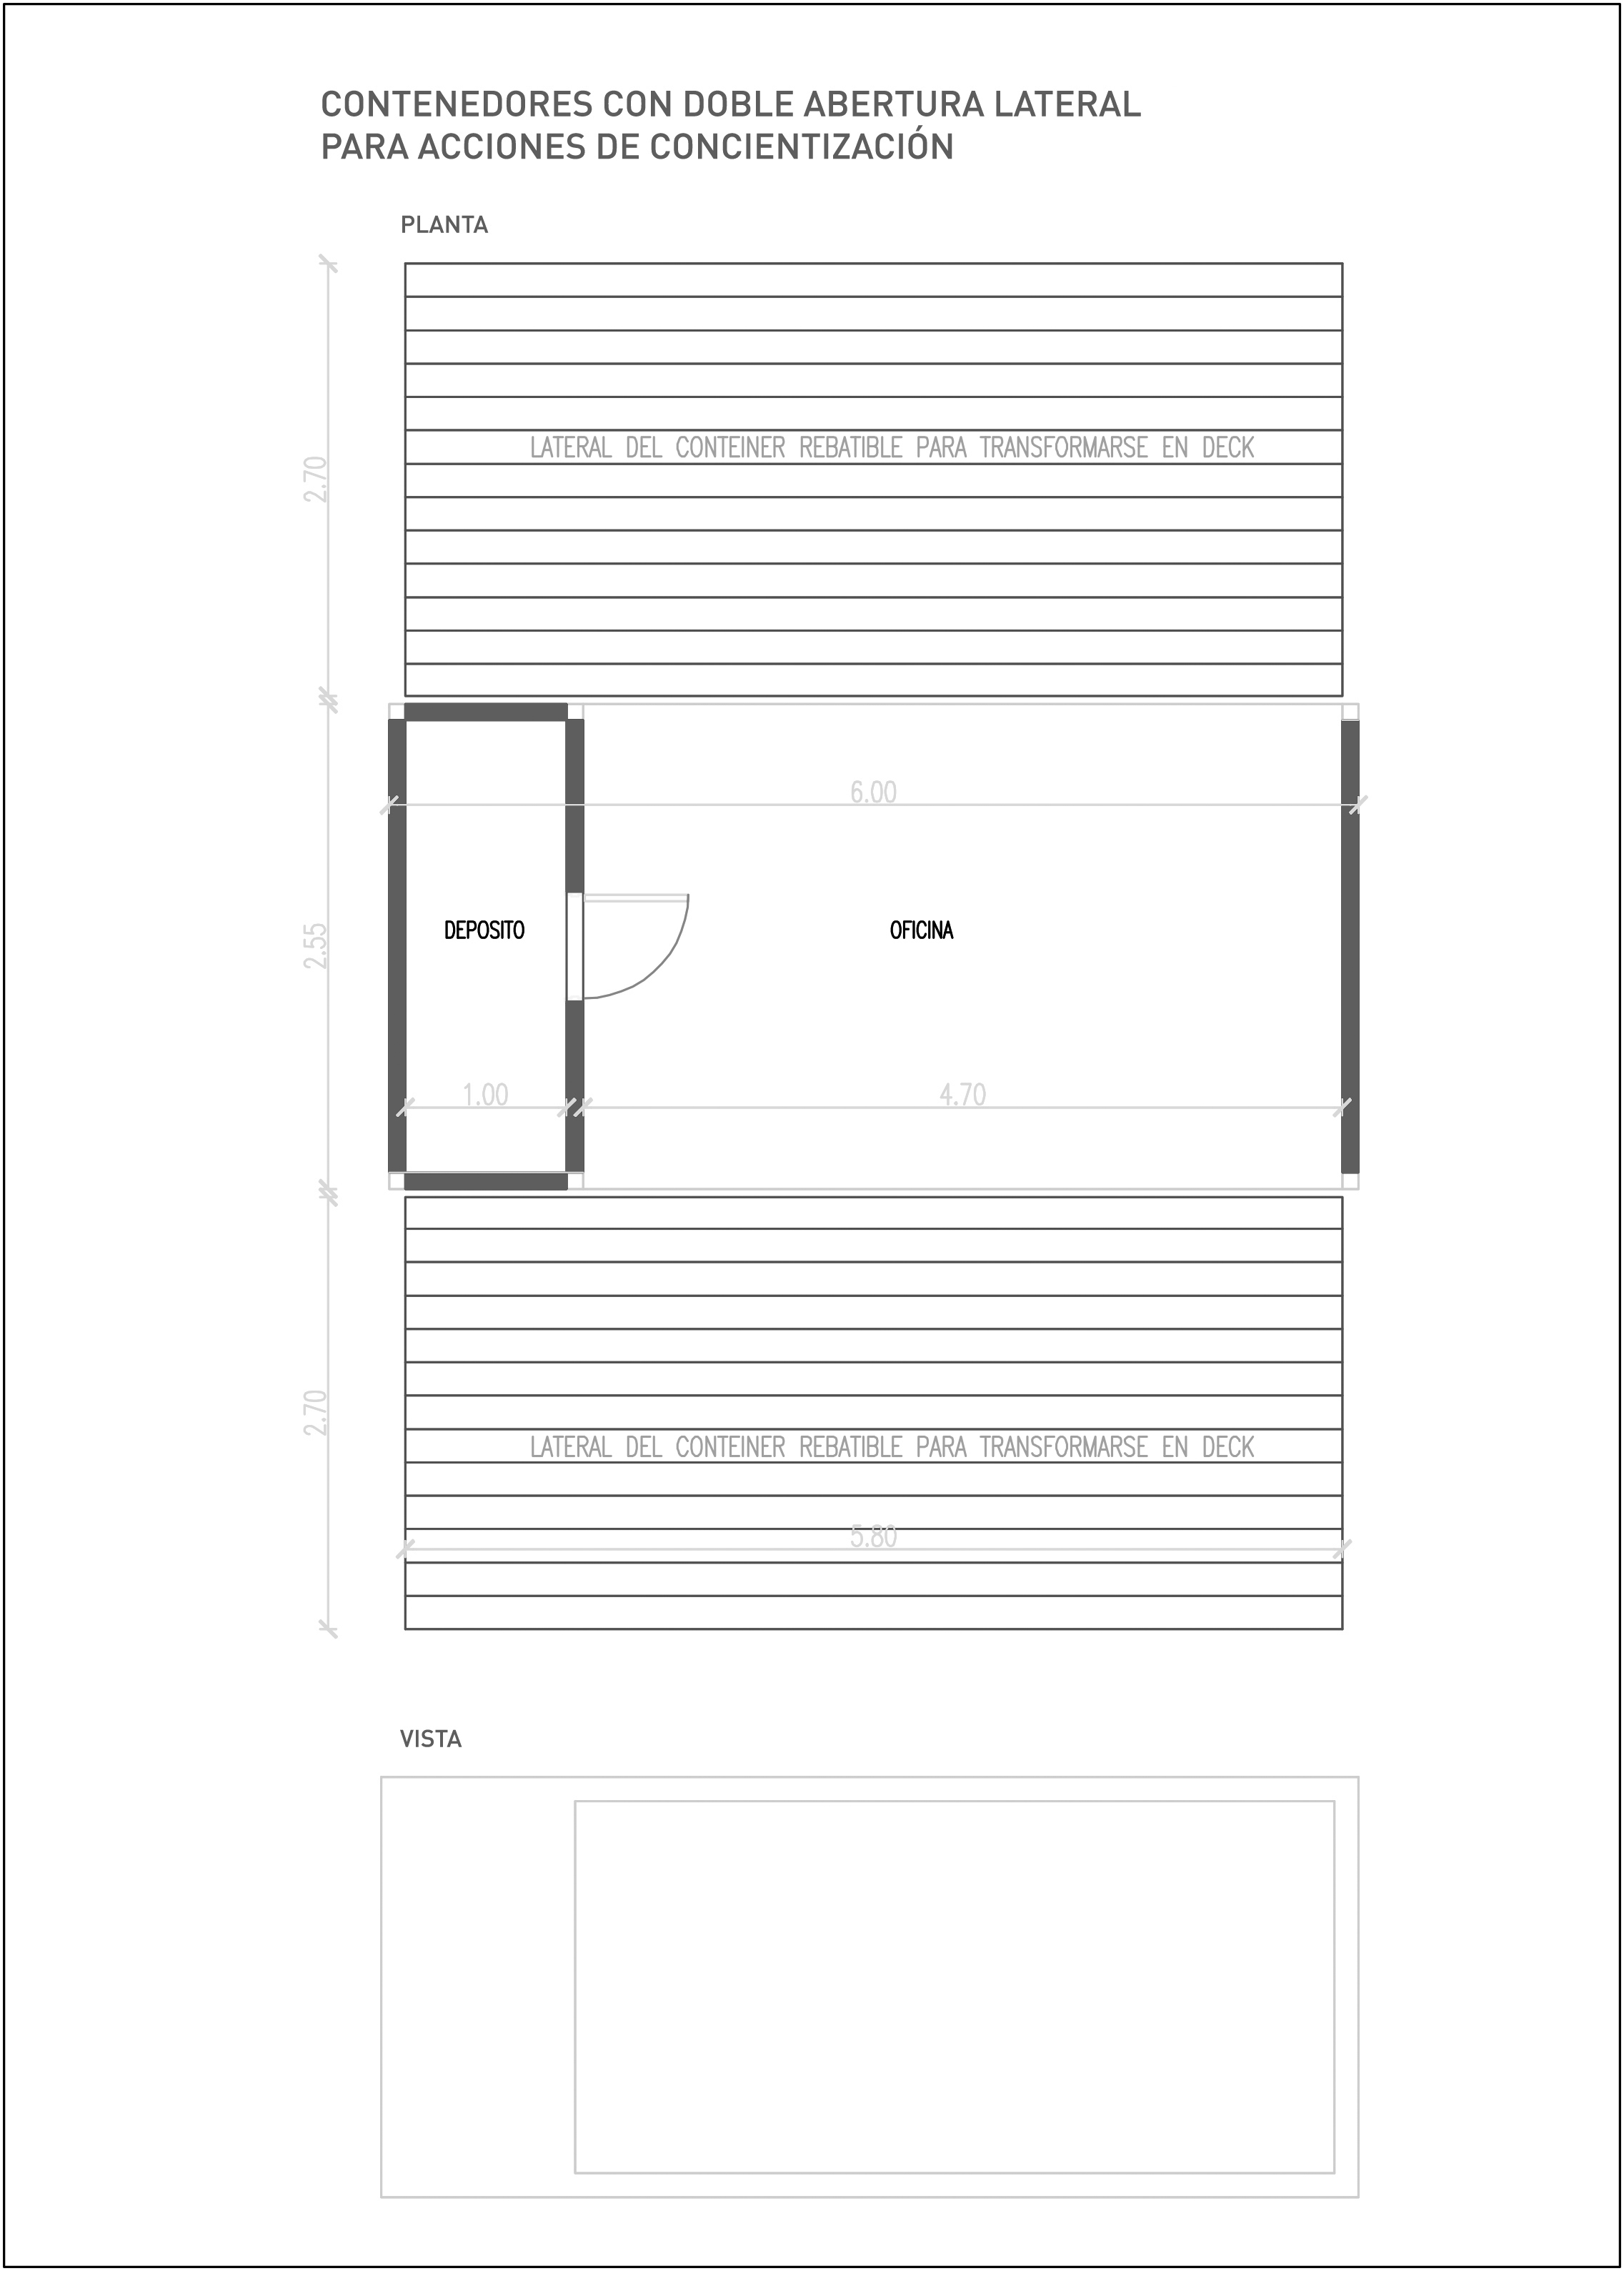 CONTENEDORES CON DOBLE ABERTURA LATERAL
PARA ACCIONES DE CONCIENTIZACIÓN
PLANTA
LATERAL DEL CONTEINER REBATIBLE PARA TRANSFORMARSE EN DECK
2.70
6.00
DEPOSITO
OFICINA
2.55
1.00
4.70
2.70
LATERAL DEL CONTEINER REBATIBLE PARA TRANSFORMARSE EN DECK
5.80
VISTA